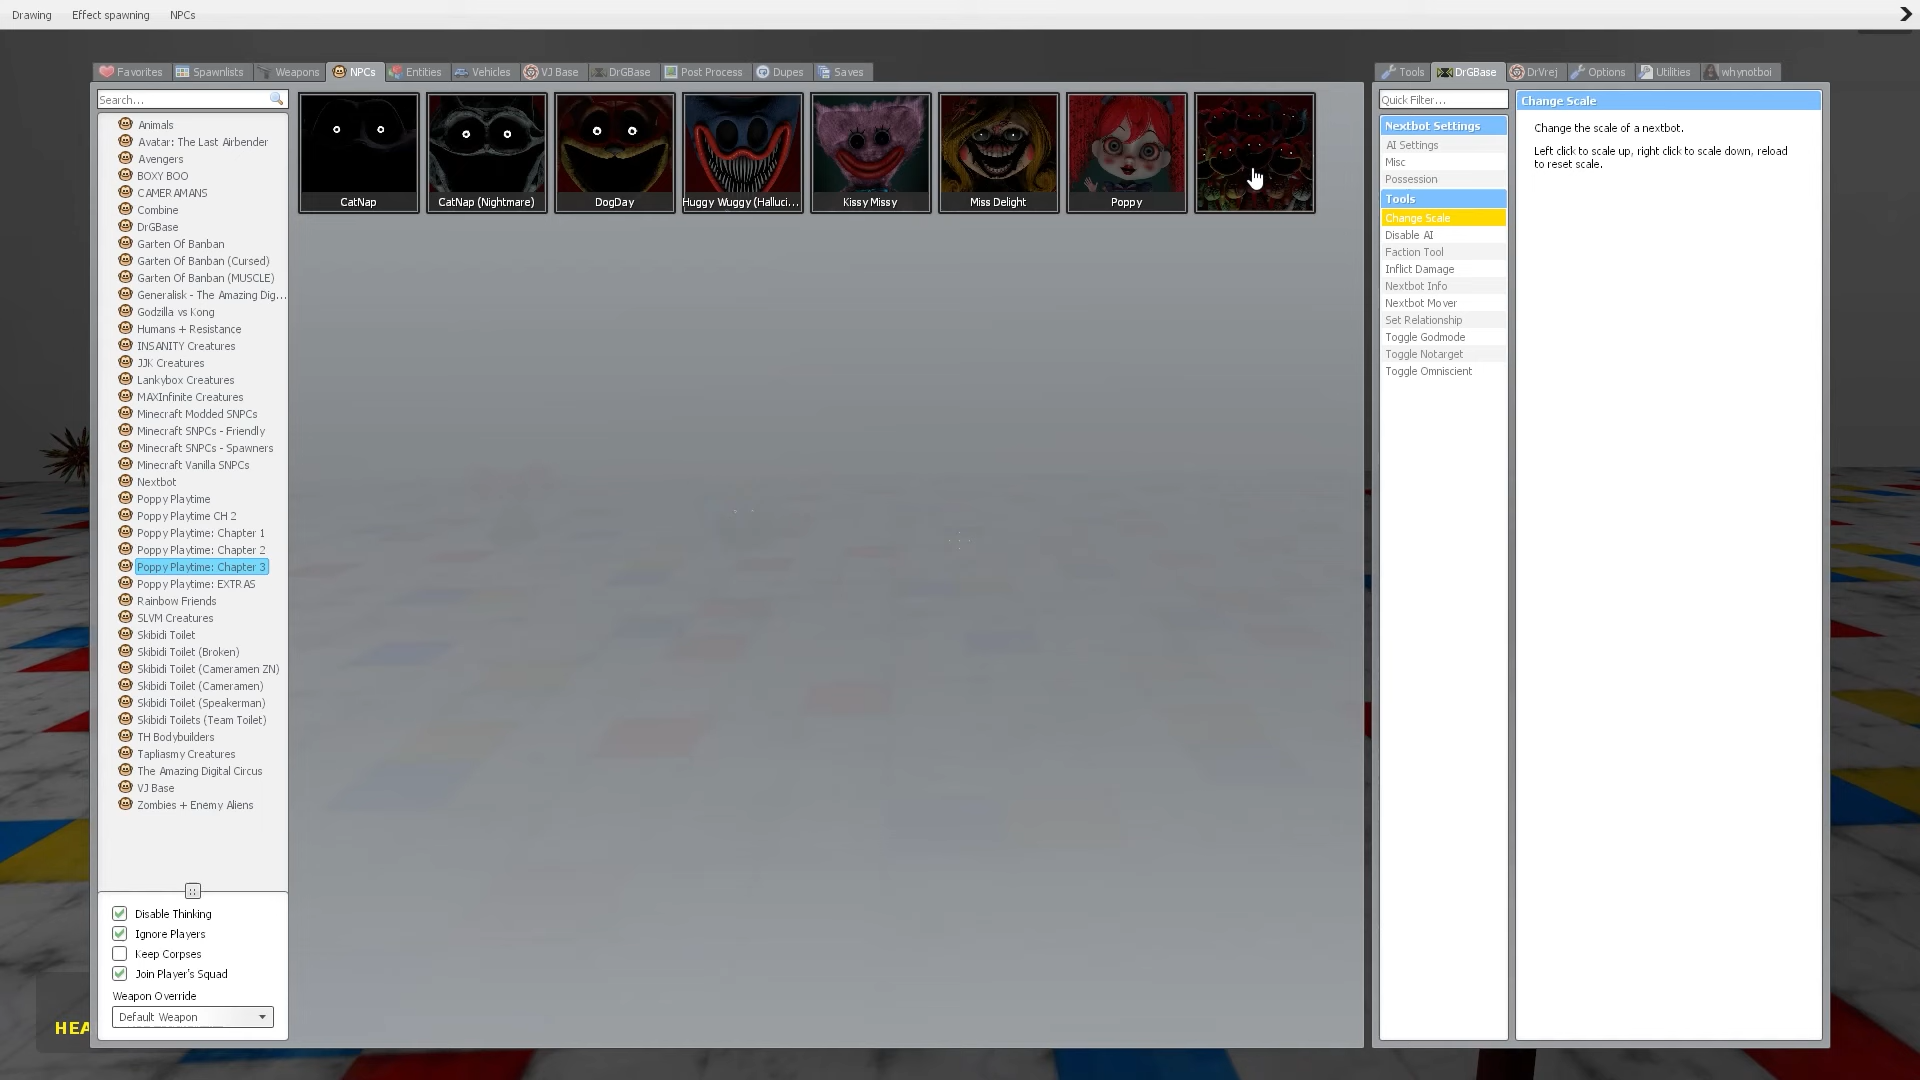 Drawing Effect spawning NPCs
Favorites Spawnlists Weapons NPCs Entities Vehicles VJ Base DrGBase Post Process Dupes Saves
Search...
Animals
Avatar: The Last Airbender
Avengers
BOXY BOO
CAMERAMANS
Combine
DrGBase
Garten Of Banban
Garten Of Banban (Cursed)
Garten Of Banban (MUSCLE)
Generalisk - The Amazing Dig...
Godzilla vs Kong
Humans + Resistance
INSANITY Creatures
JJK Creatures
Lankybox Creatures
MAXInfinite Creatures
Minecraft Modded SNPCs
Minecraft SNPCs - Friendly
Minecraft SNPCs - Spawners
Minecraft Vanilla SNPCs
Nextbot
Poppy Playtime
Poppy Playtime CH 2
Poppy Playtime: Chapter 1
Poppy Playtime: Chapter 2
Poppy Playtime: Chapter 3
Poppy Playtime: EXTRAS
Rainbow Friends
SLVM Creatures
Skibidi Toilet
Skibidi Toilet (Broken)
Skibidi Toilet (Cameramen ZN)
Skibidi Toilet (Cameramen)
Skibidi Toilet (Speakerman)
Skibidi Toilets (Team Toilet)
TH Bodybuilders
Tapliasmy Creatures
The Amazing Digital Circus
VJ Base
Zombies + Enemy Aliens
Disable Thinking
Ignore Players
Keep Corpses
Join Player's Squad
Weapon Override
Default Weapon
HEA
CatNap CatNap (Nightmare) DogDay Huggy Wuggy (Halluci... Kissy Missy Miss Delight Poppy
Tools DrGBase DrVrej Options Utilities whynotboi
Quick Filter...
Nextbot Settings
AI Settings
Misc
Possession
Tools
Change Scale
Disable AI
Faction Tool
Inflict Damage
Nextbot Info
Nextbot Mover
Set Relationship
Toggle Godmode
Toggle Notarget
Toggle Omniscient
Change Scale
Change the scale of a nextbot.
Left click to scale up, right click to scale down, reload
to reset scale.